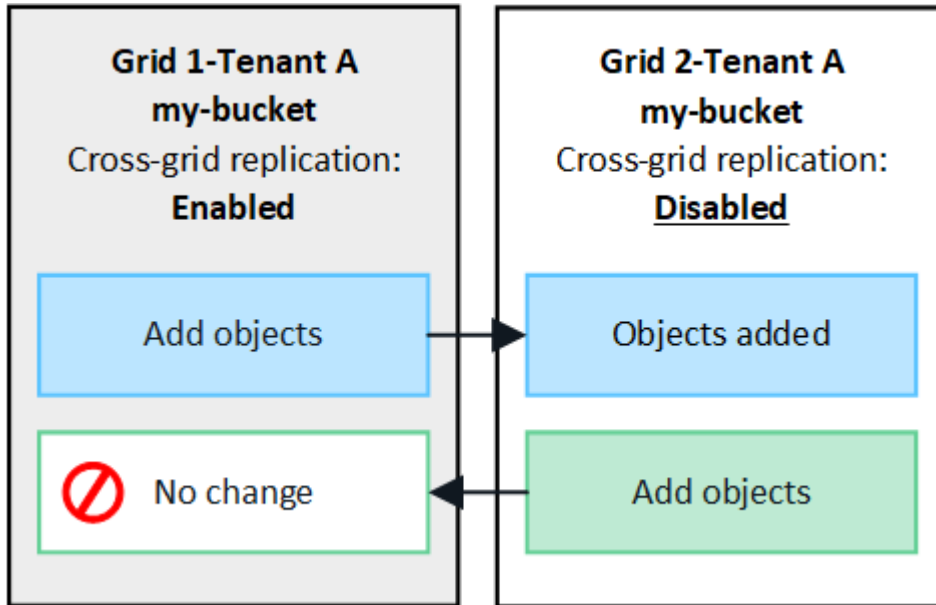 Grid 1-Tenant A
my-bucket
Cross-grid replication:
Enabled
Add objects
No change
Grid 2-Tenant A
my-bucket
Cross-grid replication:
Disabled
Objects added
Add objects